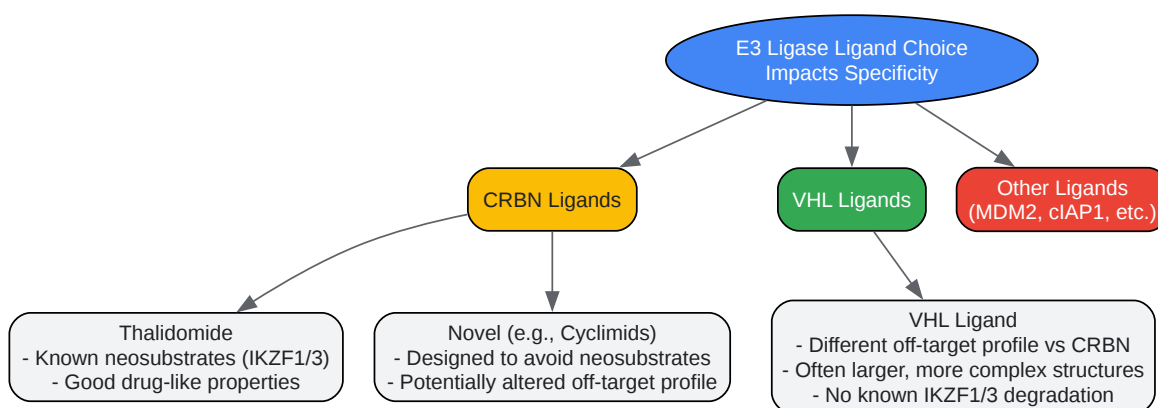 E3 Ligase Ligand Choice
Impacts Specificity
CRBN Ligands
VHL Ligands
Other Ligands
(MDM2, cIAP1, etc.)
Thalidomide
- Known neosubstrates (IKZF1/3)
- Good drug-like properties
Novel (e.g., Cyclimids)
- Designed to avoid neosubstrates
- Potentially altered off-target profile
VHL Ligand
- Different off-target profile vs CRBN
- Often larger, more complex structures
- No known IKZF1/3 degradation